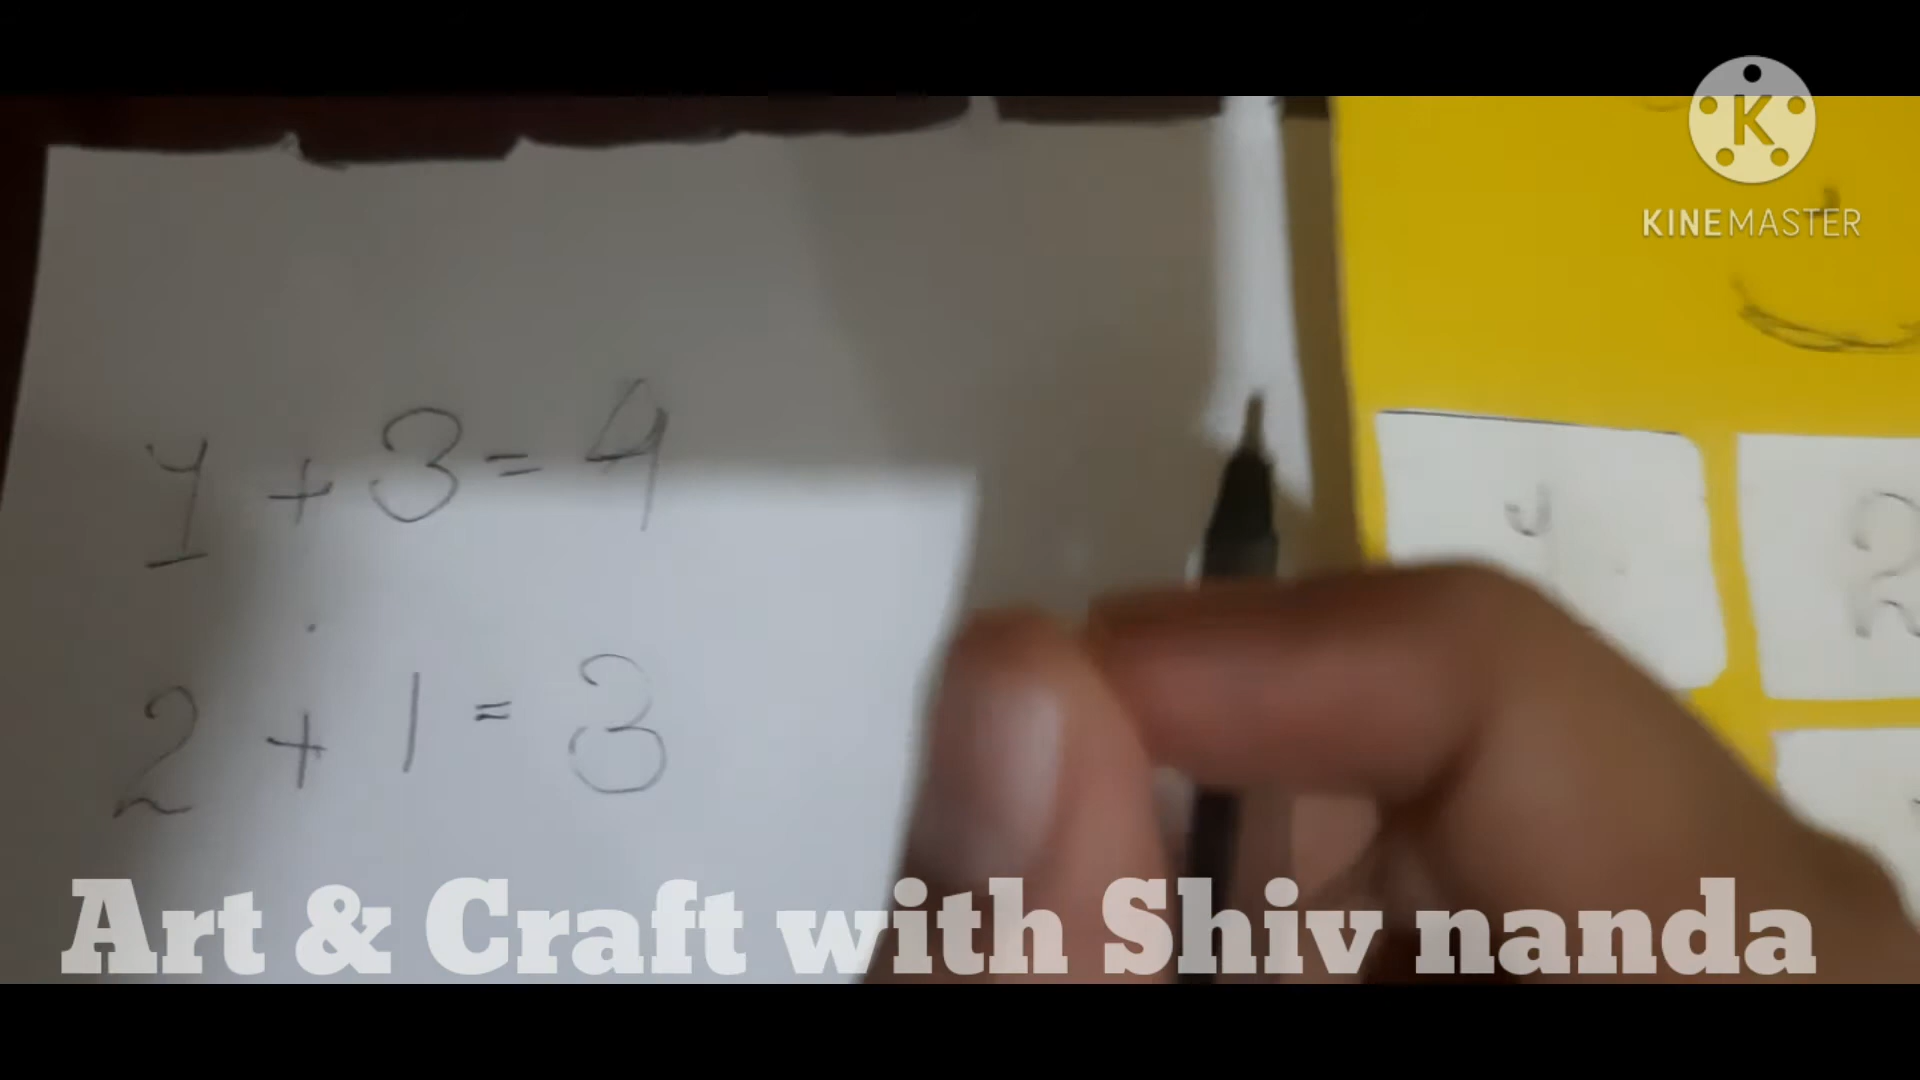 K
KINEMASTER
1 + 3 = 4
2 + 1 = 3
Art & Craft with Shiv nanda